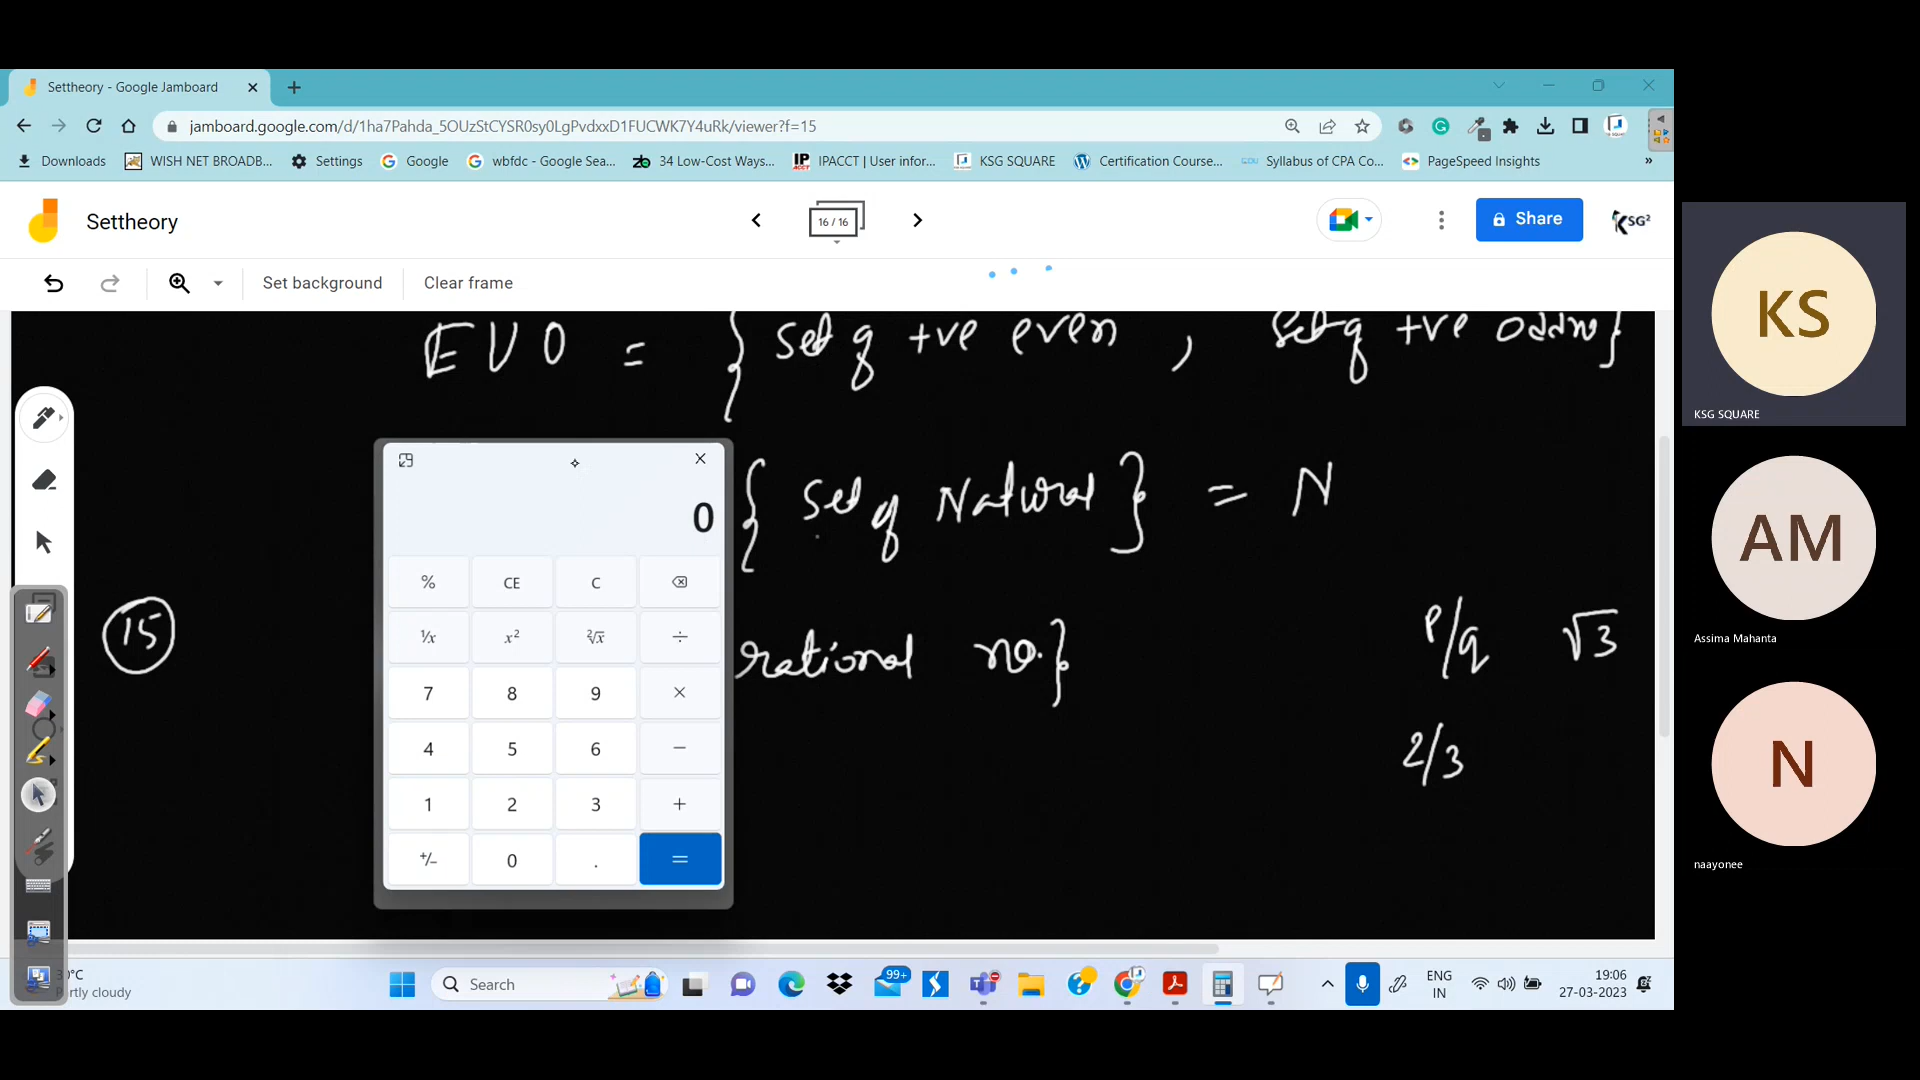 Settheory - Google Jamboard
jamboard.google.com/d/1ha7Pahda_5OUzStCYSR0sy0LgPvdxxD1FUCWK7Y4uRk/viewer?f=15
Downloads WISH NET BROADB... Settings Google wbfdc - Google Sea... 34 Low-Cost Ways... IPACCT | User infor... KSG SQUARE Certification Course... Syllabus of CPA Co... PageSpeed Insights »
Settheory 16 / 16 Share KSG²
Set background Clear frame
E U O = { set of +ve even , set of +ve odd no }
{ set of Natural } = N
(15) rational no. } p/q √3
2/3
0
% CE C
1/x x² ²√x ÷
7 8 9 ×
4 5 6 −
1 2 3 +
+/− 0 . =
KS
KSG SQUARE
AM
Assima Mahanta
N
naayonee
Search 99+ ENG IN 19:06 27-03-2023